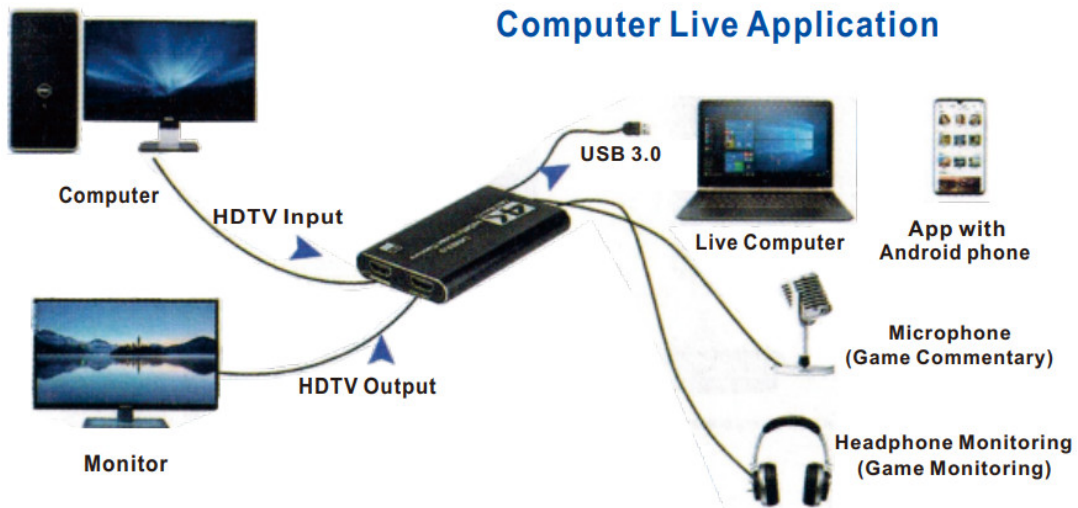 Computer Live Application
USB 3.0
Computer
HDTV Input
4K
Live Computer
App with
Android phone
Microphone
(Game Commentary)
HDTV Output
Monitor
Headphone Monitoring
(Game Monitoring)